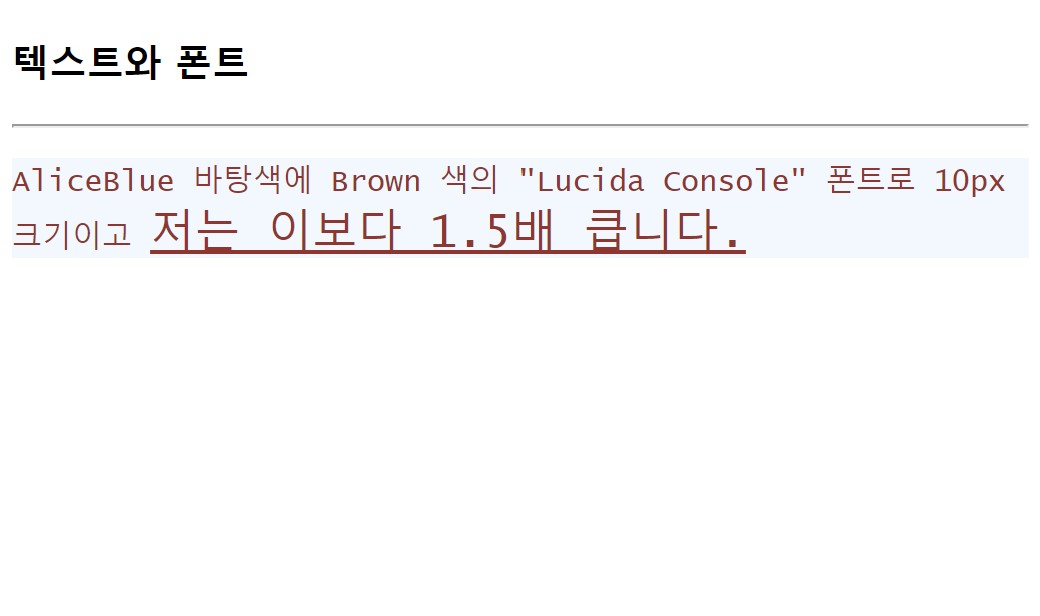 텍스트와 폰트
AliceBlue 바탕색에 Brown 색의 "Lucida Console" 폰트로 10px
크기이고 저는 이보다 1.5배 큽니다.